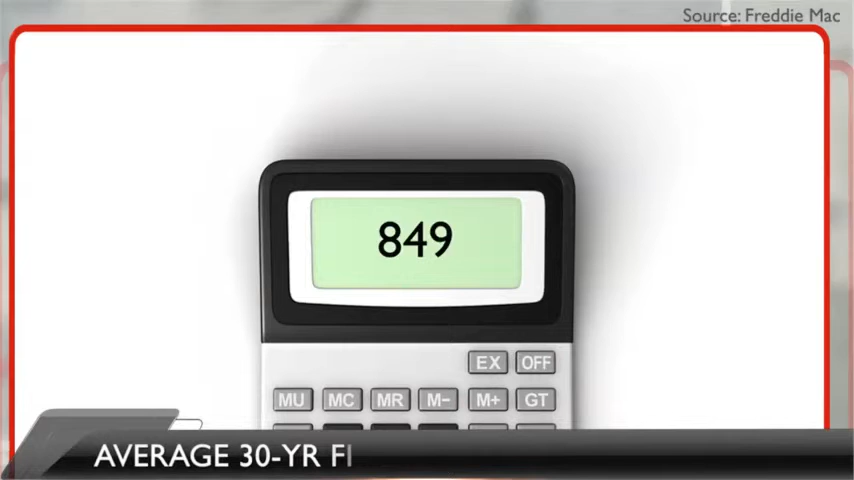 Source: Freddie Mac
849
EX OFF
MU MC MR M− M+ GT
AVERAGE 30-YR FI